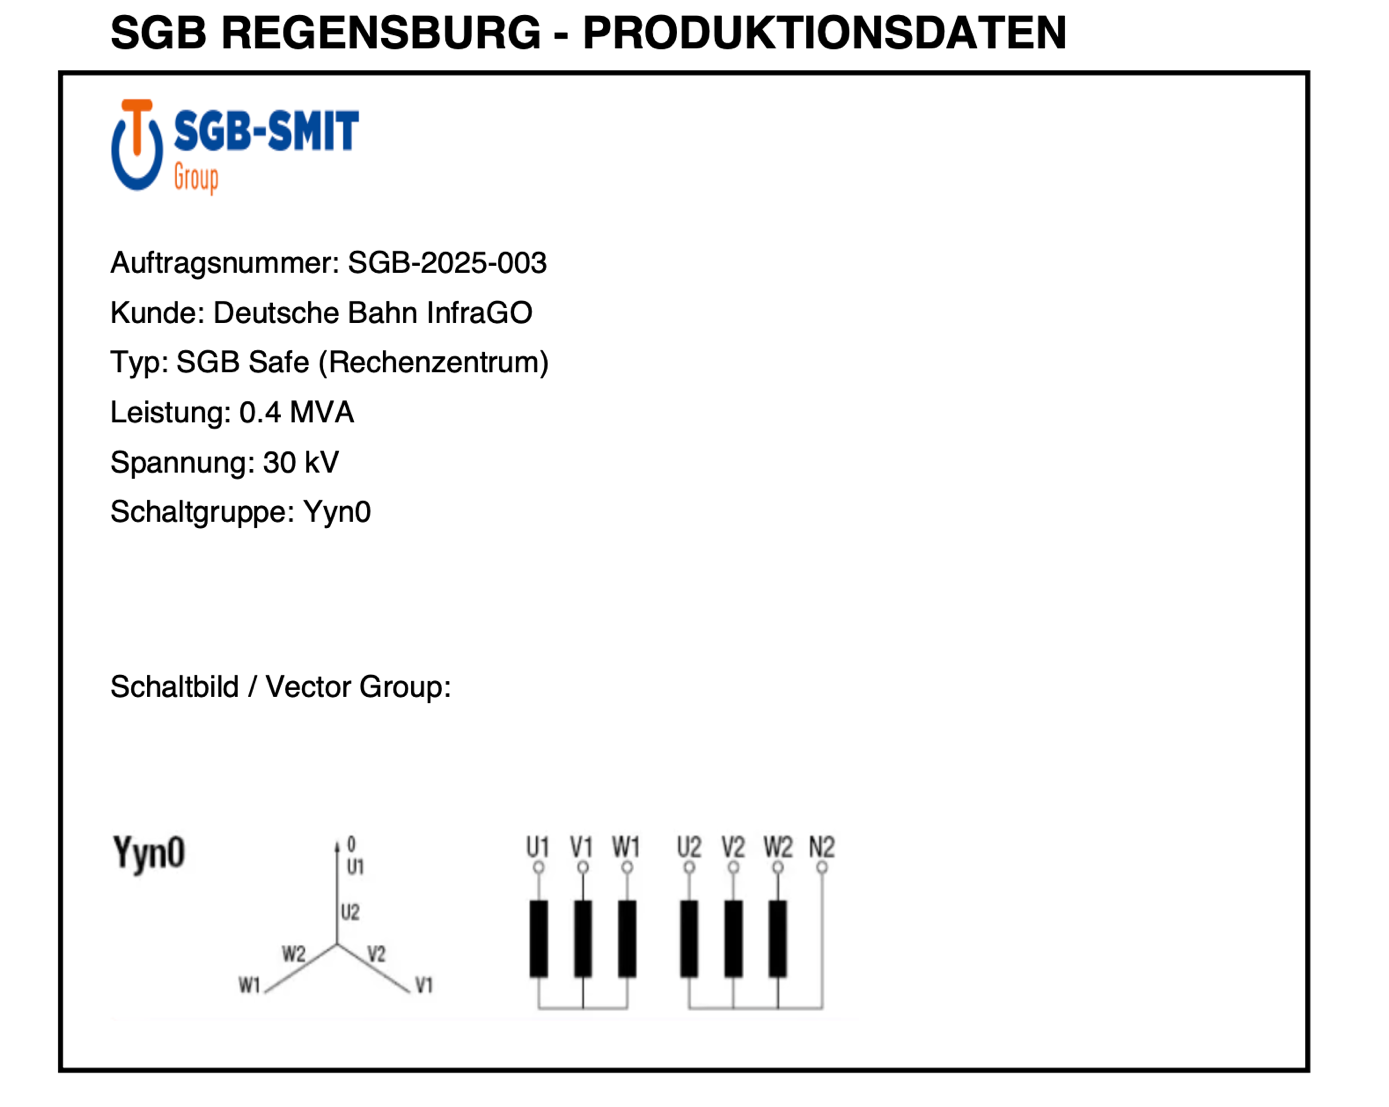 SGB REGENSBURG - PRODUKTIONSDATEN
SGB-SMIT
Group
Auftragsnummer: SGB-2025-003
Kunde: Deutsche Bahn InfraGO
Typ: SGB Safe (Rechenzentrum)
Leistung: 0.4 MVA
Spannung: 30 kV
Schaltgruppe: Yyn0
Schaltbild / Vector Group:
Yyn0
0
U1
U2
W2 V2
W1 V1
U1 V1 W1 U2 V2 W2 N2